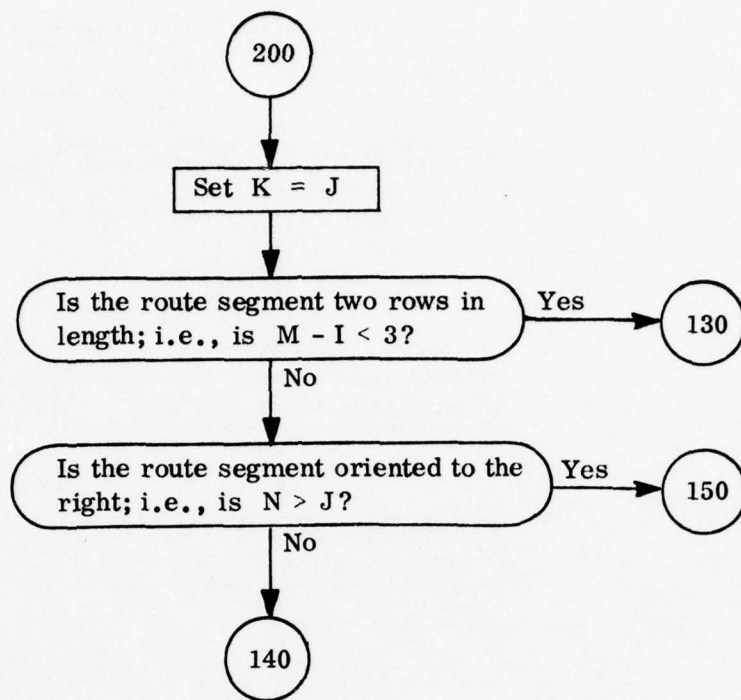 200
Set K = J
Is the route segment two rows in
length; i.e., is M - I < 3?
Yes
130
No
Is the route segment oriented to the
right; i.e., is N > J?
Yes
150
No
140